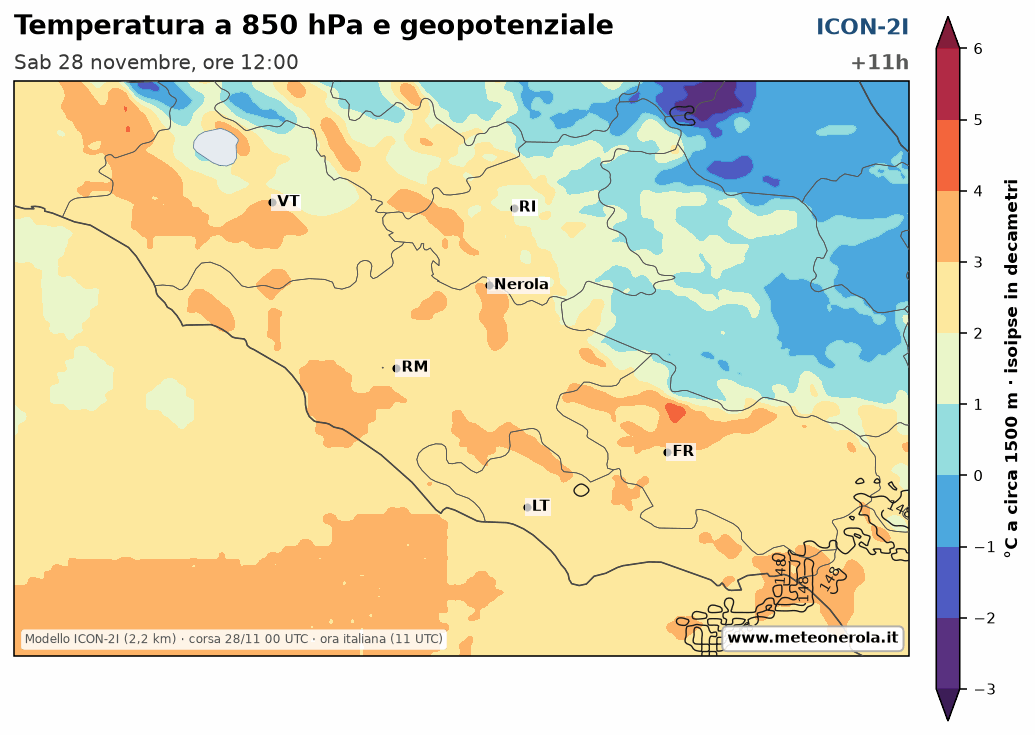 Temperatura a 850 hPa e geopotenziale
ICON-2I
Sab 28 novembre, ore 12:00
+11h
VT
RI
Nerola
RM
FR
LT
148
148
148
Modello ICON-2I (2,2 km) · corsa 28/11 00 UTC · ora italiana (11 UTC)
www.meteonerola.it
6
5
4
3
2
1
0
−1
−2
−3
°C a circa 1500 m · isoipse in decametri